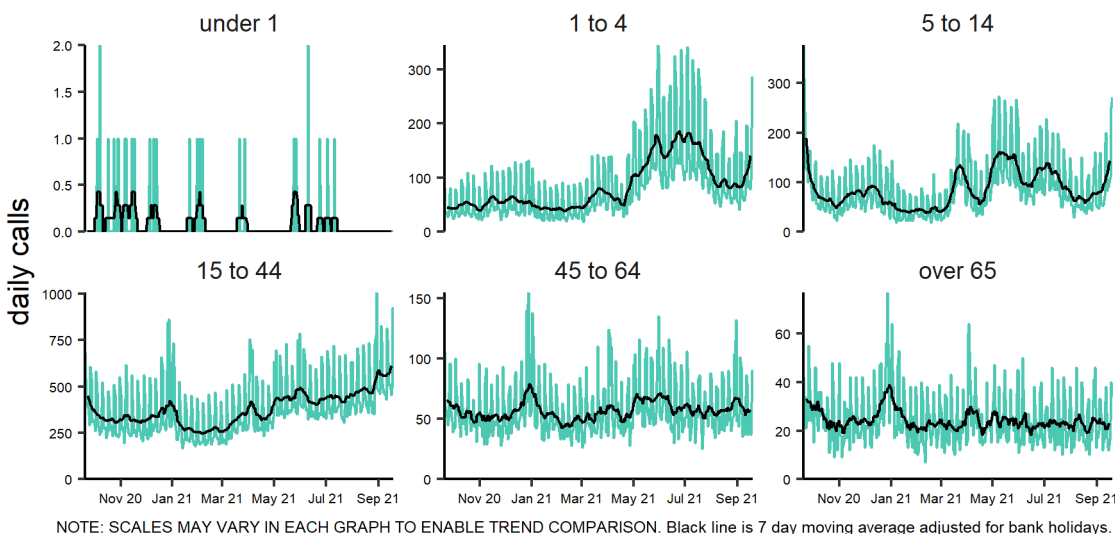 under 1
1 to 4
5 to 14
2.0
1.5
1.0
0.5
0.0
300
200
100
0
300
200
100
0
daily calls
15 to 44
45 to 64
over 65
1000
750
500
250
0
150
100
50
0
60
40
20
0
Nov 20 Jan 21 Mar 21 May 21 Jul 21 Sep 21
Nov 20 Jan 21 Mar 21 May 21 Jul 21 Sep 21
Nov 20 Jan 21 Mar 21 May 21 Jul 21 Sep 21
NOTE: SCALES MAY VARY IN EACH GRAPH TO ENABLE TREND COMPARISON. Black line is 7 day moving average adjusted for bank holidays.